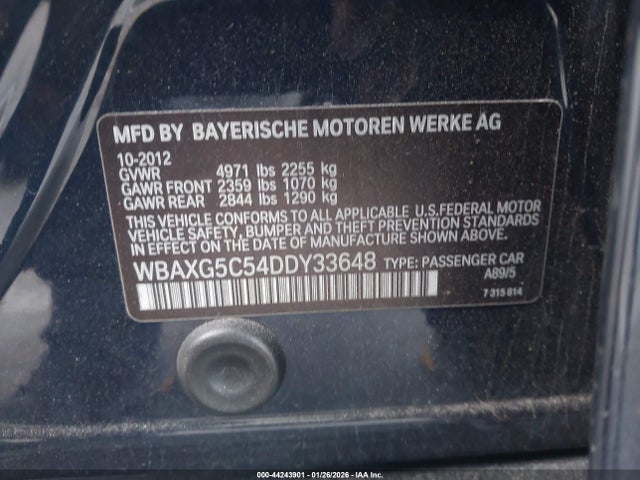 MFD BY BAYERISCHE MOTOREN WERKE AG
10-2012
GVWR 4971 lbs 2255 kg
GAWR FRONT 2359 lbs 1070 kg
GAWR REAR 2844 lbs 1290 kg
THIS VEHICLE CONFORMS TO ALL APPLICABLE U.S.FEDERAL MOTOR
VEHICLE SAFETY, BUMPER AND THEFT PREVENTION STANDARDS
IN EFFECT ON THE DATE OF MANUFACTURE SHOWN ABOVE.
WBAXG5C54DDY33648 TYPE: PASSENGER CAR
A89/5
7 315 814
000-44243901 - 01/26/2026 - IAA Inc.